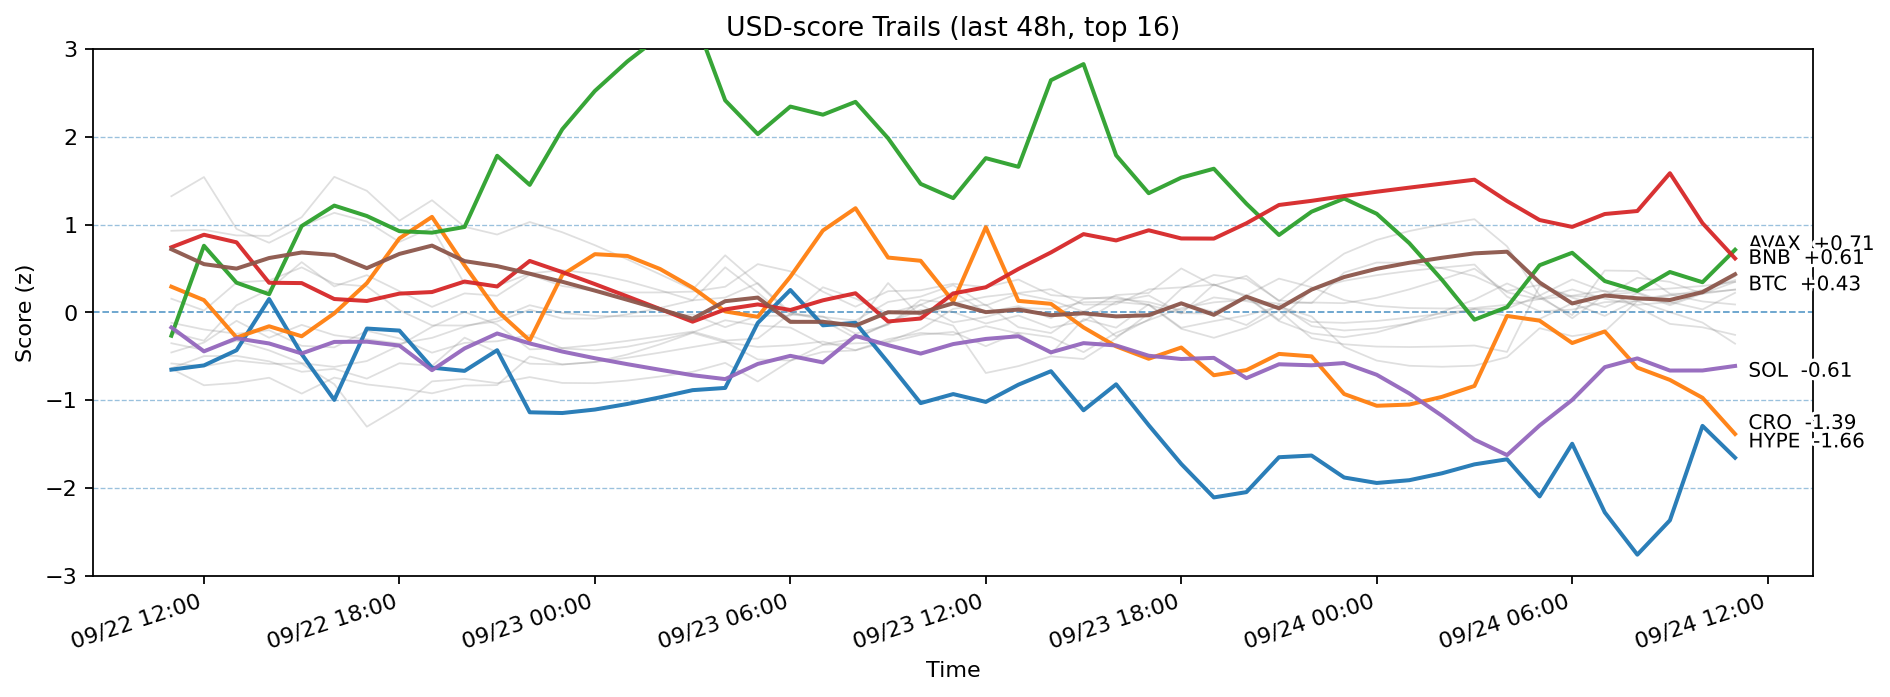 USD-score Trails (last 48h, top 16)
Score (z)
3
2
1
0
−1
−2
−3
AVAX +0.71
BNB +0.61
BTC +0.43
SOL -0.61
CRO -1.39
HYPE -1.66
09/22 12:00
09/22 18:00
09/23 00:00
09/23 06:00
09/23 12:00
09/23 18:00
09/24 00:00
09/24 06:00
09/24 12:00
Time